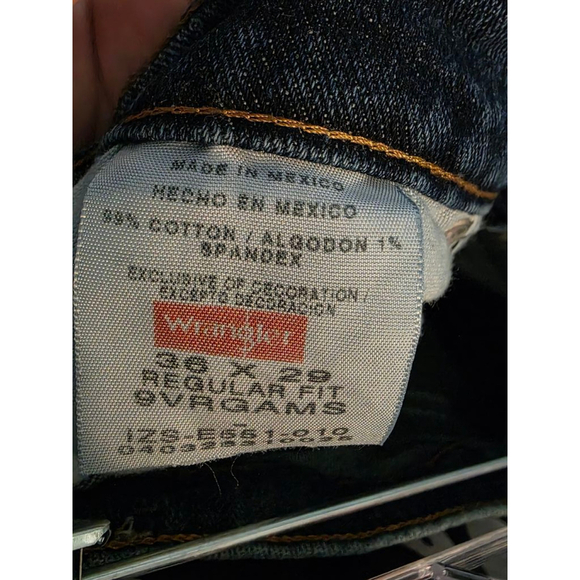 MADE IN MEXICO
HECHO EN MEXICO
99% COTTON / ALGODON 1%
SPANDEX
EXCLUSIVE OF DECORATION /
EXCEPTO DECORACION
Wrangler
36 X 29
REGULAR FIT
9VRGAMS